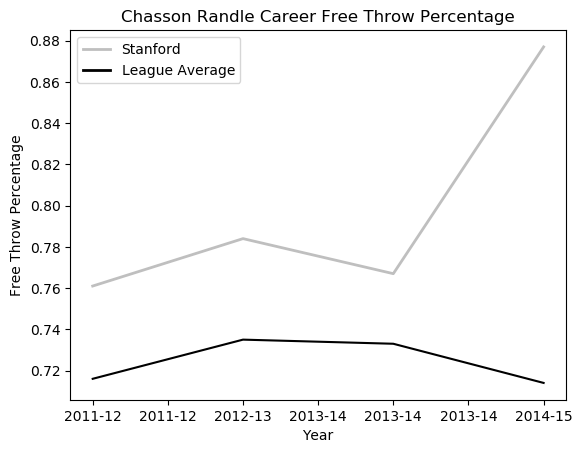 Chasson Randle Career Free Throw Percentage
Stanford
League Average
Free Throw Percentage
0.88
0.86
0.84
0.82
0.80
0.78
0.76
0.74
0.72
2011-12 2011-12 2012-13 2013-14 2013-14 2013-14 2014-15
Year